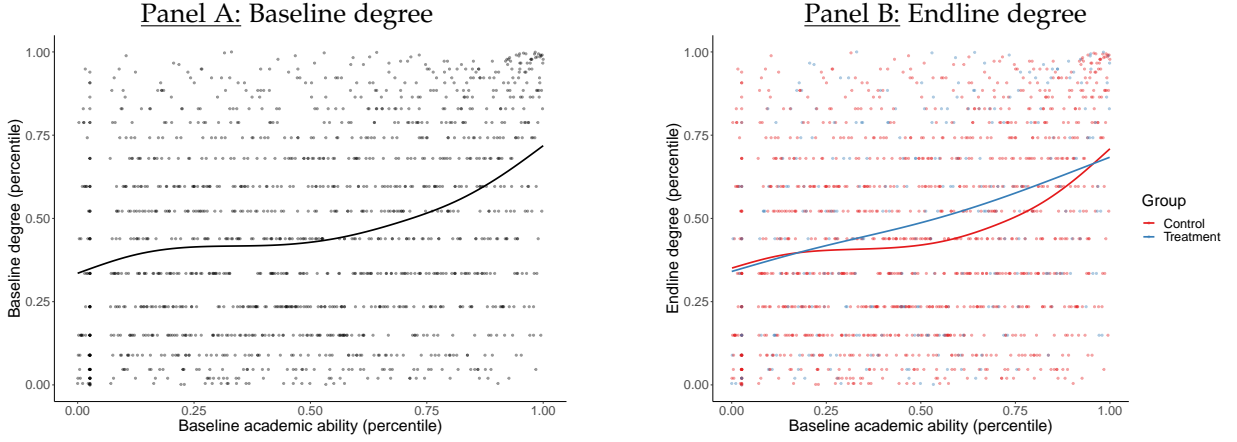 Panel A: Baseline degree
1.00
0.75
0.50
0.25
0.00
Baseline degree (percentile)
0.00 0.25 0.50 0.75 1.00
Baseline academic ability (percentile)
Panel B: Endline degree
1.00
0.75
0.50
0.25
0.00
Endline degree (percentile)
0.00 0.25 0.50 0.75 1.00
Baseline academic ability (percentile)
Group
Control
Treatment